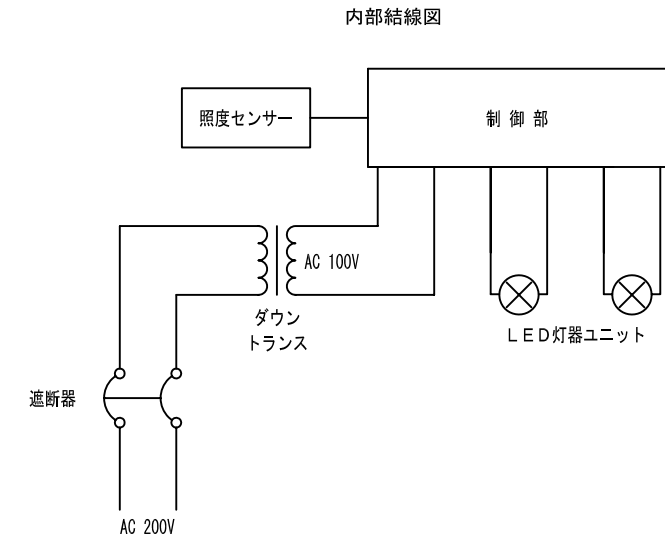 内部結線図
照度センサー
制 御 部
AC 100V
ダウン
トランス
ＬＥＤ灯器ユニット
遮断器
AC 200V